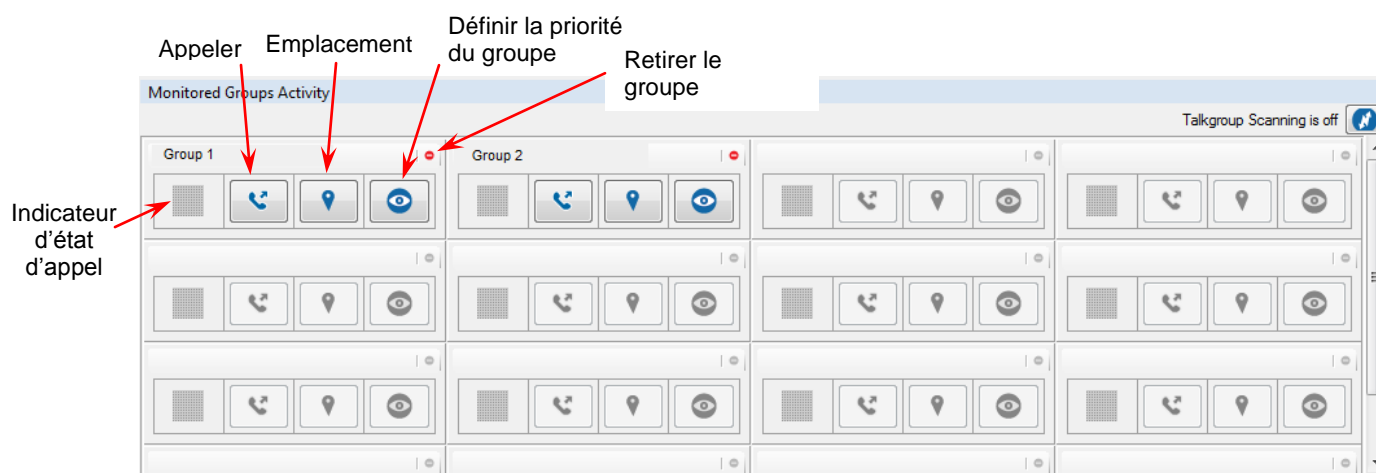 Appeler
Emplacement
Définir la priorité
du groupe
Retirer le
groupe
Monitored Groups Activity
Talkgroup Scanning is off
Group 1
Group 2
Indicateur
d'état
d'appel